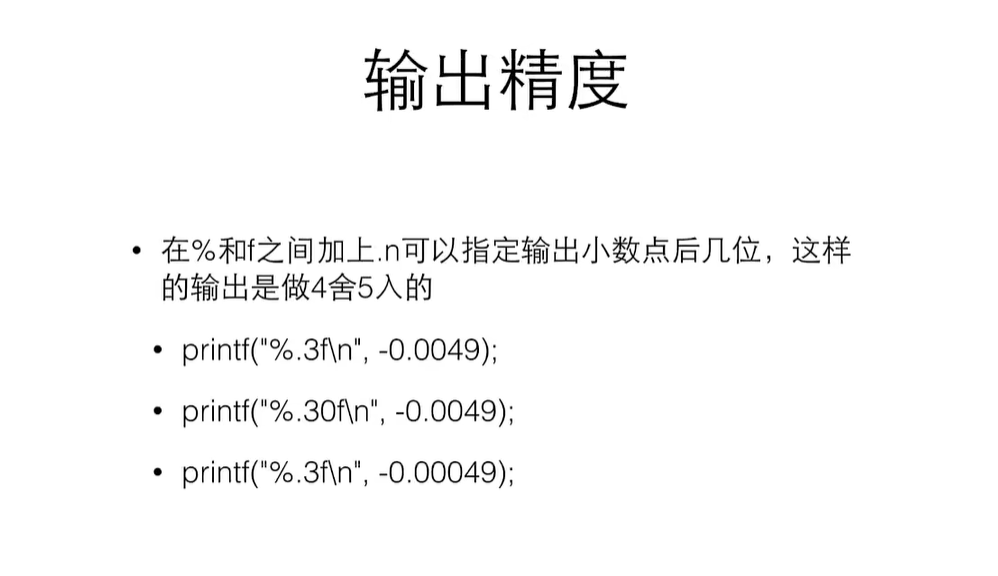 输出精度
• 在%和f之间加上.n可以指定输出小数点后几位，这样
的输出是做4舍5入的
• printf("%.3f\n", -0.0049);
• printf("%.30f\n", -0.0049);
• printf("%.3f\n", -0.00049);